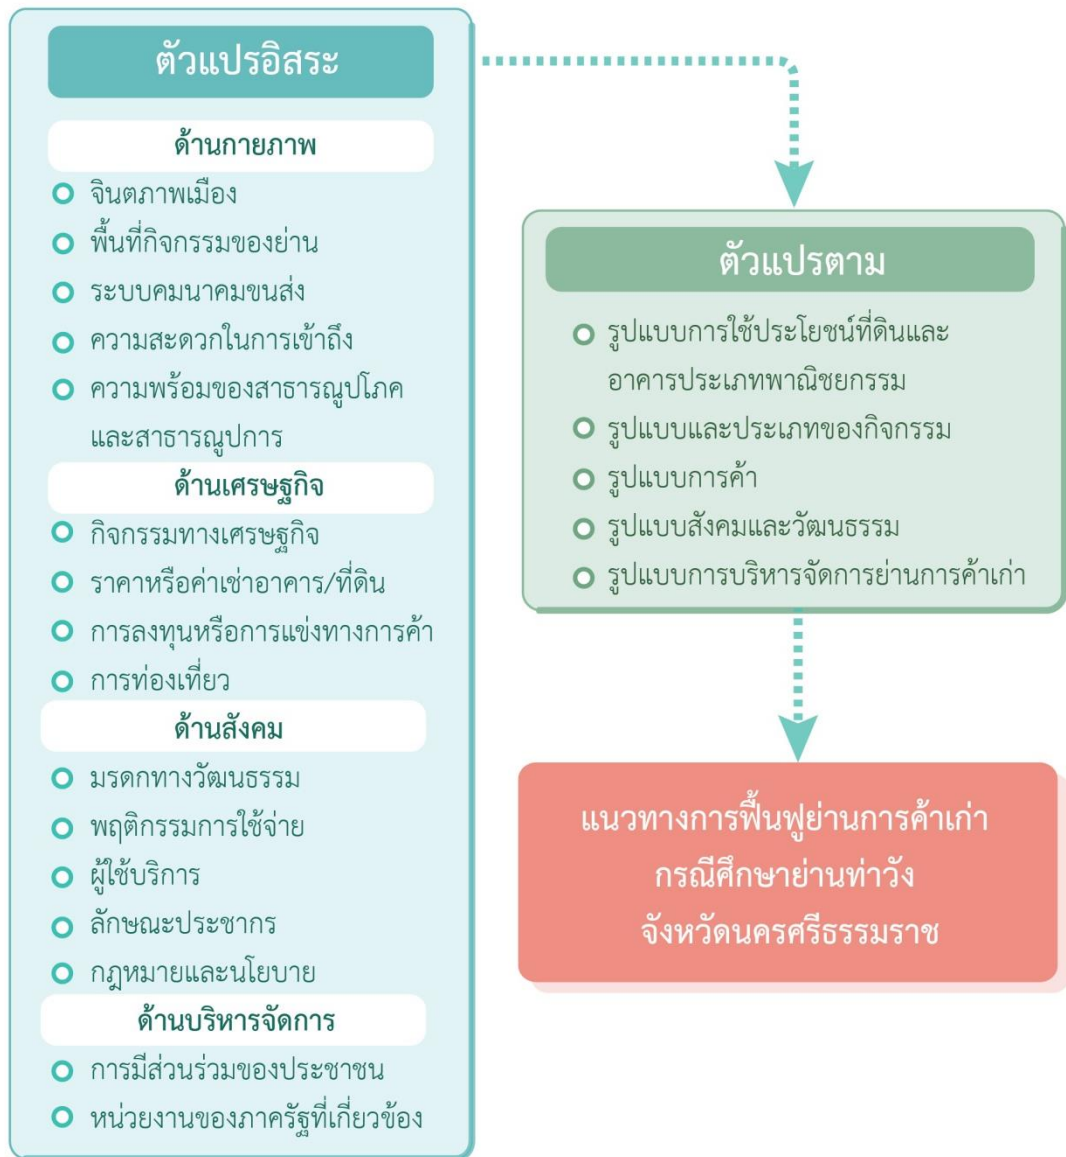 ตัวแปรอิสระ
ด้านกายภาพ
จินตภาพเมือง
พื้นที่กิจกรรมของย่าน
ระบบคมนาคมขนส่ง
ความสะดวกในการเข้าถึง
ความพร้อมของสาธารณูปโภค
และสาธารณูปการ
ด้านเศรษฐกิจ
กิจกรรมทางเศรษฐกิจ
ราคาหรือค่าเช่าอาคาร/ที่ดิน
การลงทุนหรือการแข่งทางการค้า
การท่องเที่ยว
ด้านสังคม
มรดกทางวัฒนธรรม
พฤติกรรมการใช้จ่าย
ผู้ใช้บริการ
ลักษณะประชากร
กฎหมายและนโยบาย
ด้านบริหารจัดการ
การมีส่วนร่วมของประชาชน
หน่วยงานของภาครัฐที่เกี่ยวข้อง
ตัวแปรตาม
รูปแบบการใช้ประโยชน์ที่ดินและ
อาคารประเภทพาณิชยกรรม
รูปแบบและประเภทของกิจกรรม
รูปแบบการค้า
รูปแบบสังคมและวัฒนธรรม
รูปแบบการบริหารจัดการย่านการค้าเก่า
แนวทางการฟื้นฟูย่านการค้าเก่า
กรณีศึกษาย่านท่าวัง
จังหวัดนครศรีธรรมราช